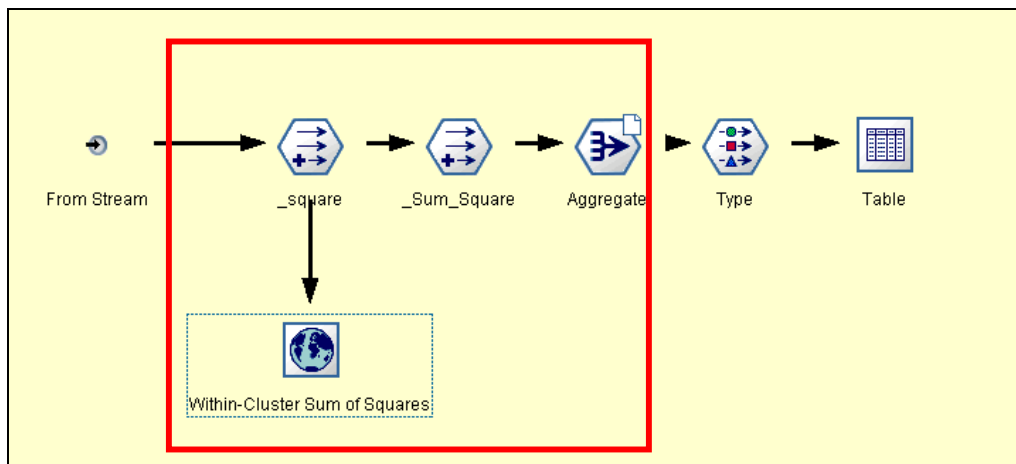 From Stream
_square
_Sum_Square
Aggregate
Type
Table
Within-Cluster Sum of Squares